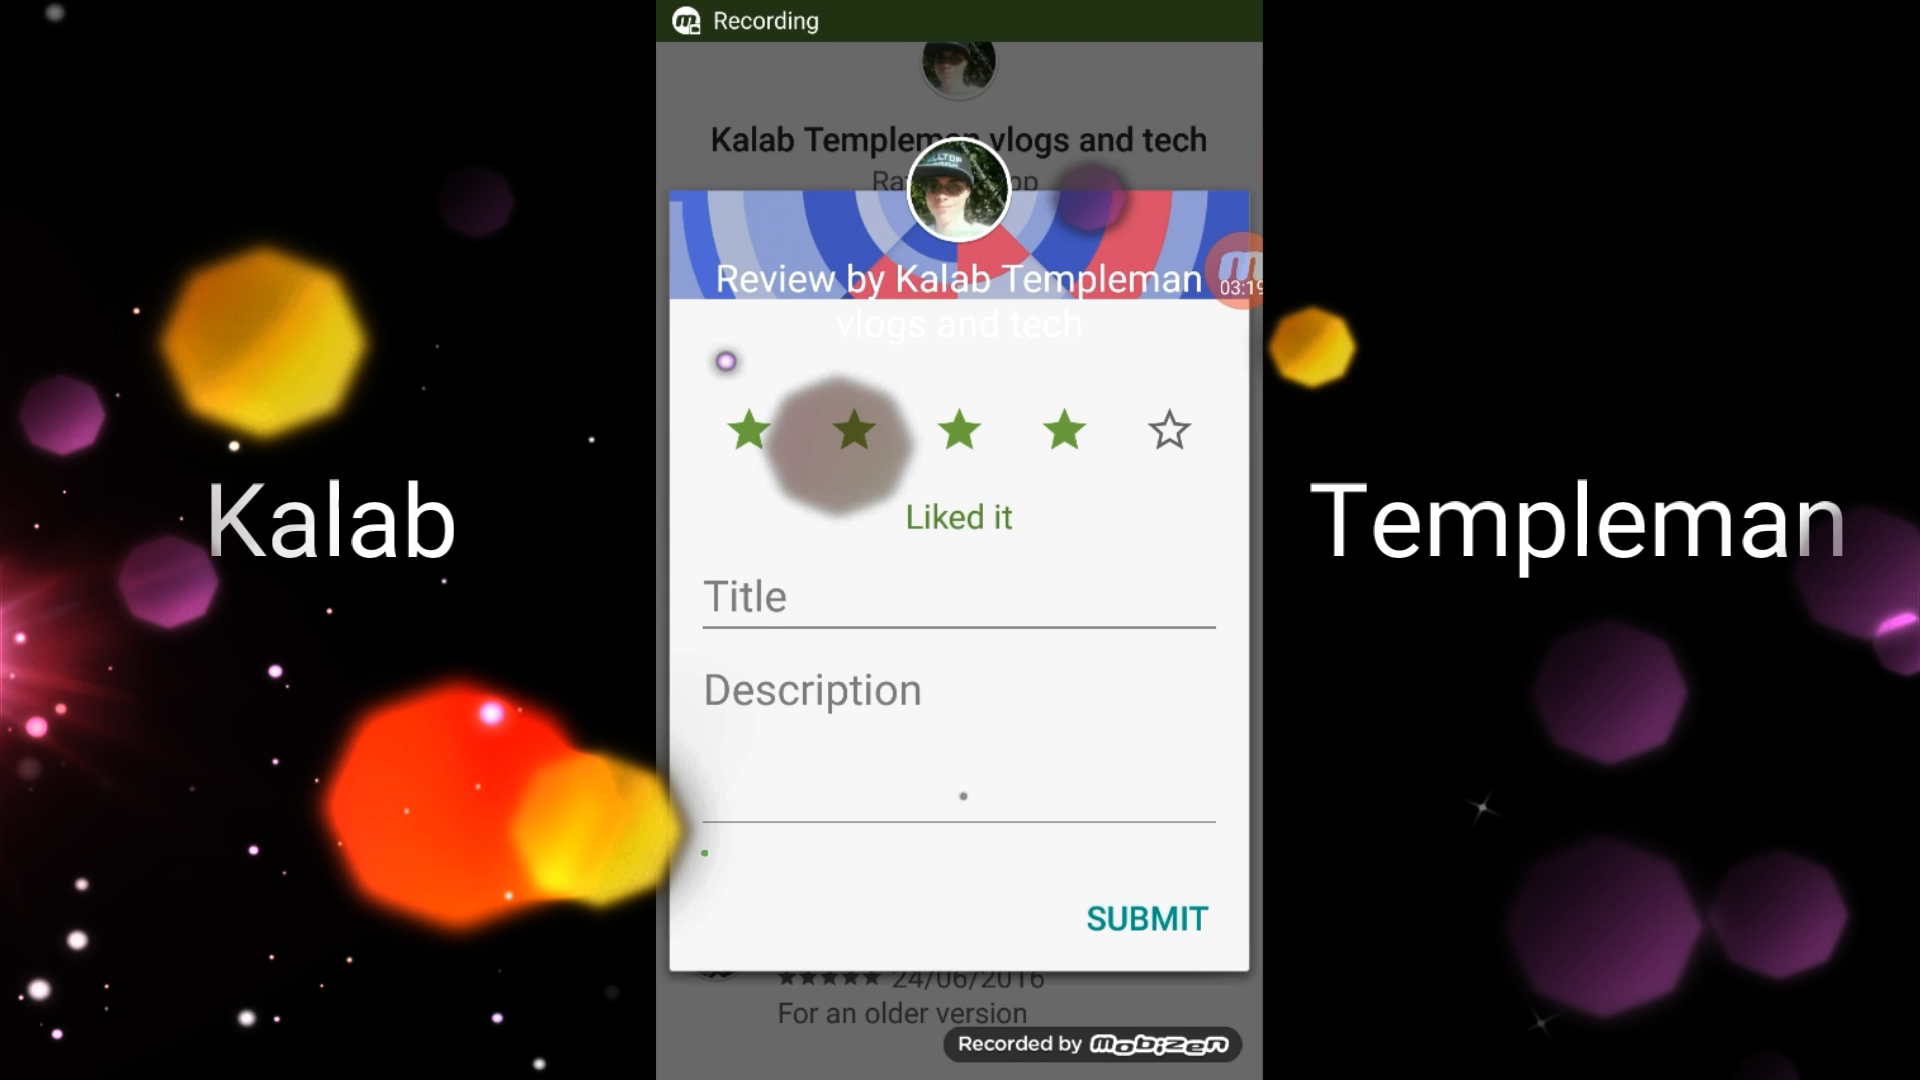 Recording
Kalab Templeman vlogs and tech
Review by Kalab Templeman
vlogs and tech
03:19
Liked it
Kalab
Templeman
Title
Description
SUBMIT
24/06/2016
For an older version
Recorded by mobizen